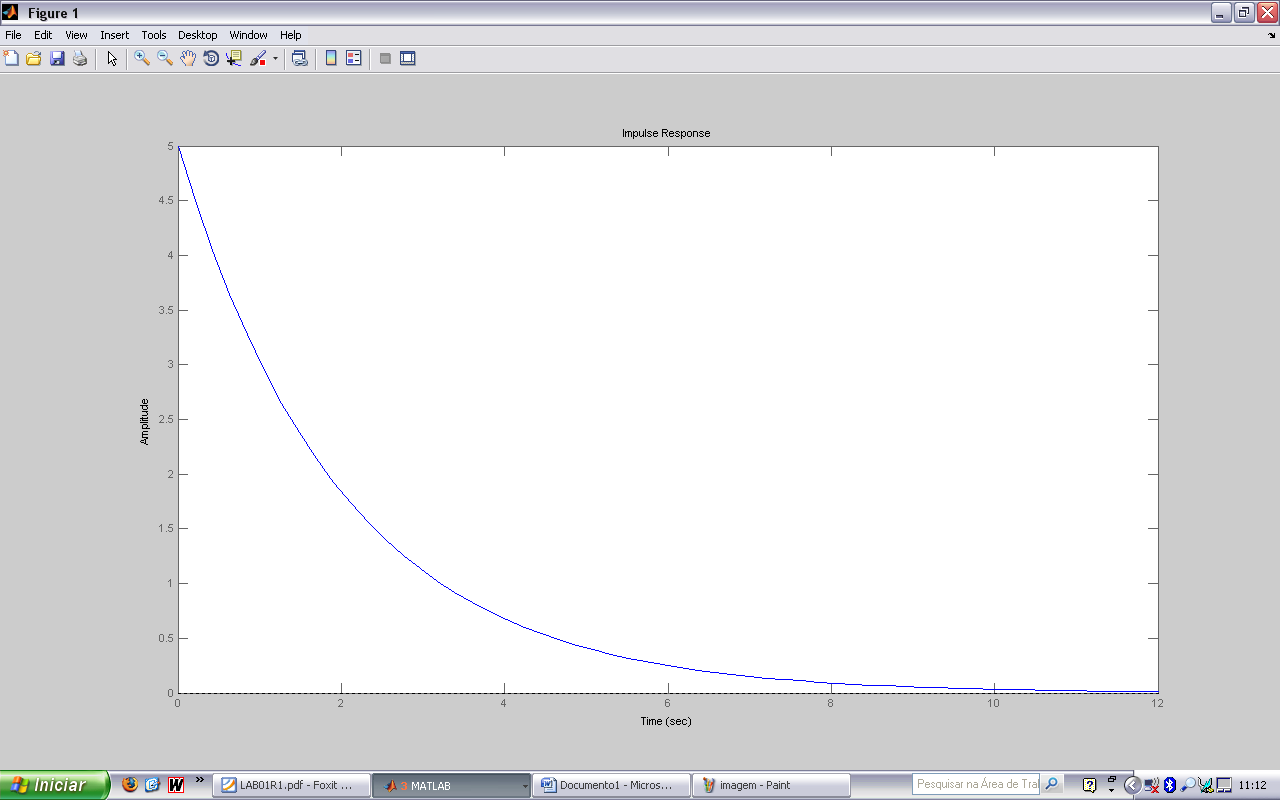 Figure 1
File Edit View Insert Tools Desktop Window Help
Impulse Response
5
4.5
4
3.5
3
2.5
2
1.5
1
0.5
0
Amplitude
0 2 4 6 8 10 12
Time (sec)
Iniciar
W
»
LAB01R1.pdf - Foxit ...
3 MATLAB
Documento1 - Micros...
imagem - Paint
Pesquisar na Área de Tral
?
11:12